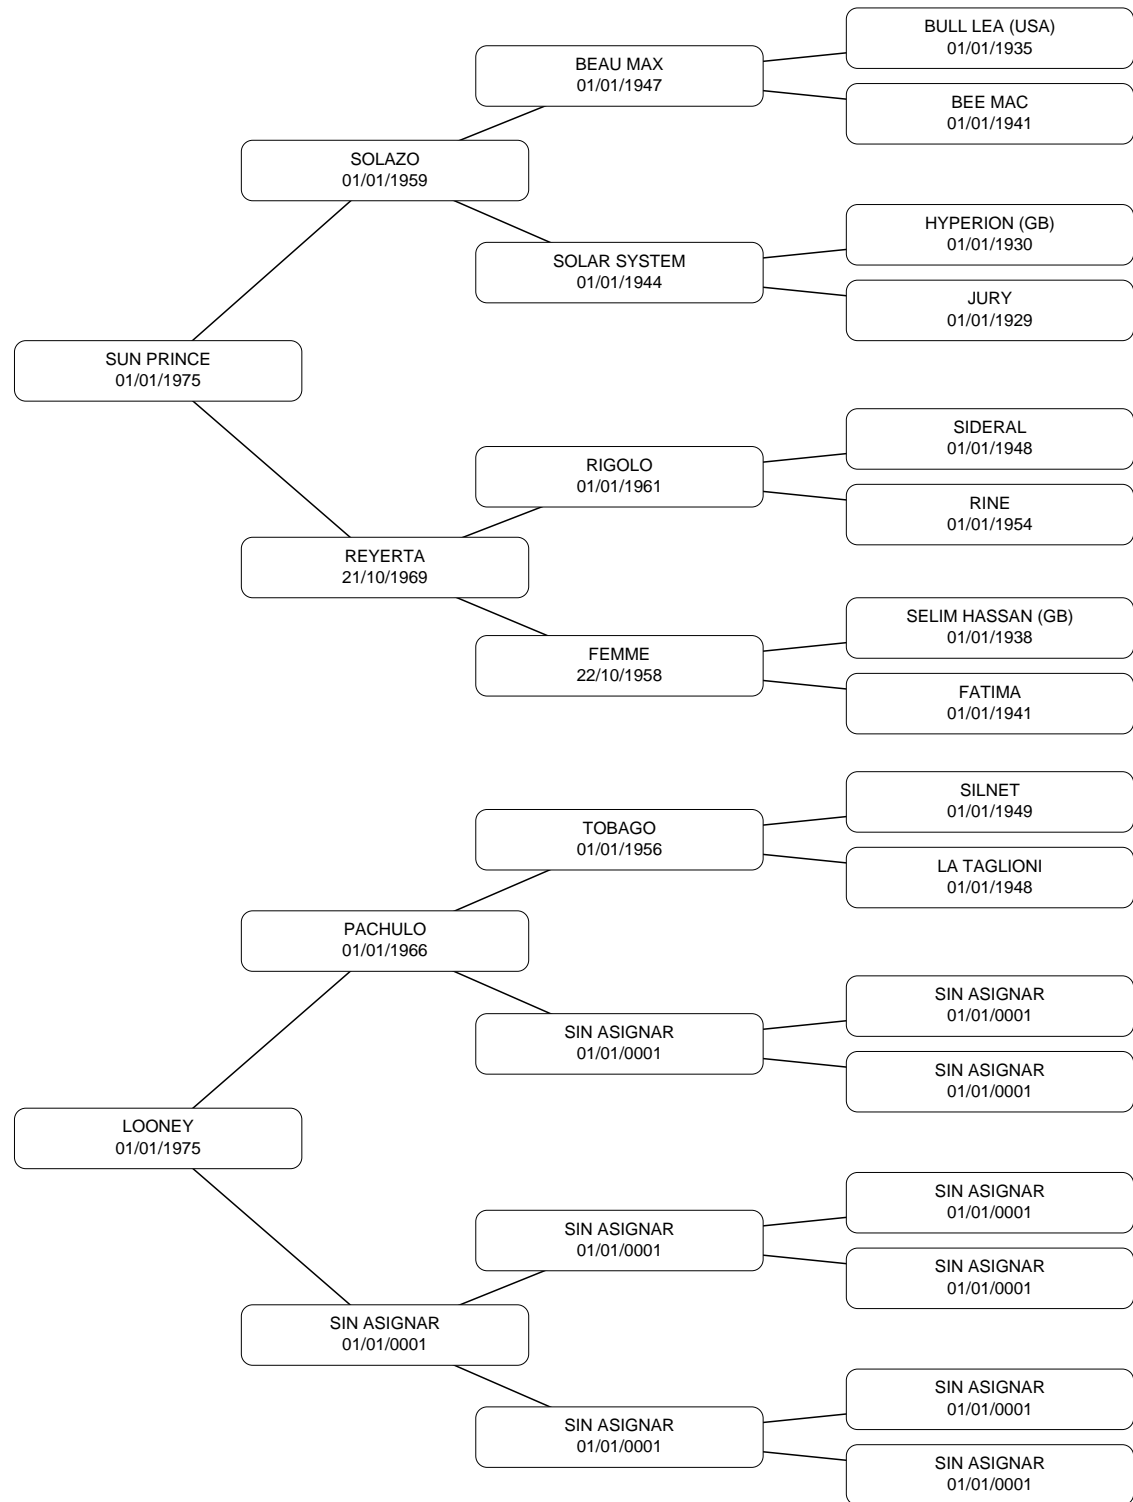 BULL LEA (USA)
01/01/1935
BEAU MAX
01/01/1947
BEE MAC
01/01/1941
SOLAZO
01/01/1959
HYPERION (GB)
01/01/1930
SOLAR SYSTEM
01/01/1944
JURY
01/01/1929
SUN PRINCE
01/01/1975
SIDERAL
01/01/1948
RIGOLO
01/01/1961
RINE
01/01/1954
REYERTA
21/10/1969
SELIM HASSAN (GB)
01/01/1938
FEMME
22/10/1958
FATIMA
01/01/1941
SILNET
01/01/1949
TOBAGO
01/01/1956
LA TAGLIONI
01/01/1948
PACHULO
01/01/1966
SIN ASIGNAR
01/01/0001
SIN ASIGNAR
01/01/0001
SIN ASIGNAR
01/01/0001
LOONEY
01/01/1975
SIN ASIGNAR
01/01/0001
SIN ASIGNAR
01/01/0001
SIN ASIGNAR
01/01/0001
SIN ASIGNAR
01/01/0001
SIN ASIGNAR
01/01/0001
SIN ASIGNAR
01/01/0001
SIN ASIGNAR
01/01/0001